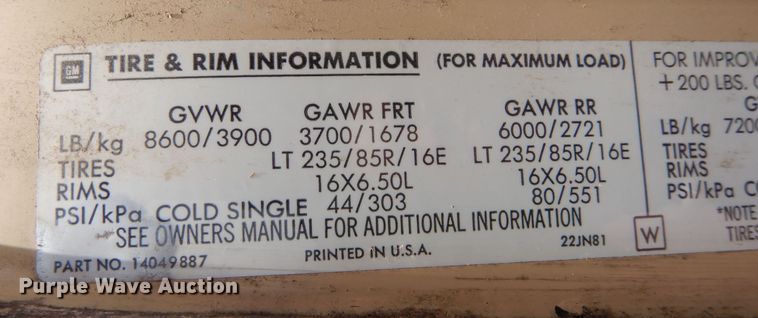 GM TIRE & RIM INFORMATION (FOR MAXIMUM LOAD)
GVWR GAWR FRT GAWR RR
LB/kg 8600/3900 3700/1678 6000/2721
TIRES LT 235/85R/16E LT 235/85R/16E
RIMS 16X6.50L 16X6.50L
PSI/kPa COLD SINGLE 44/303 80/551
SEE OWNERS MANUAL FOR ADDITIONAL INFORMATION
PART NO. 14049887 PRINTED IN U.S.A. 22JN81 W
FOR IMPROV
+200 LBS. C
G
LB/kg 7200
TIRES
RIMS
PSI/kPa CO
*NOTE
TIRES
Purple Wave Auction